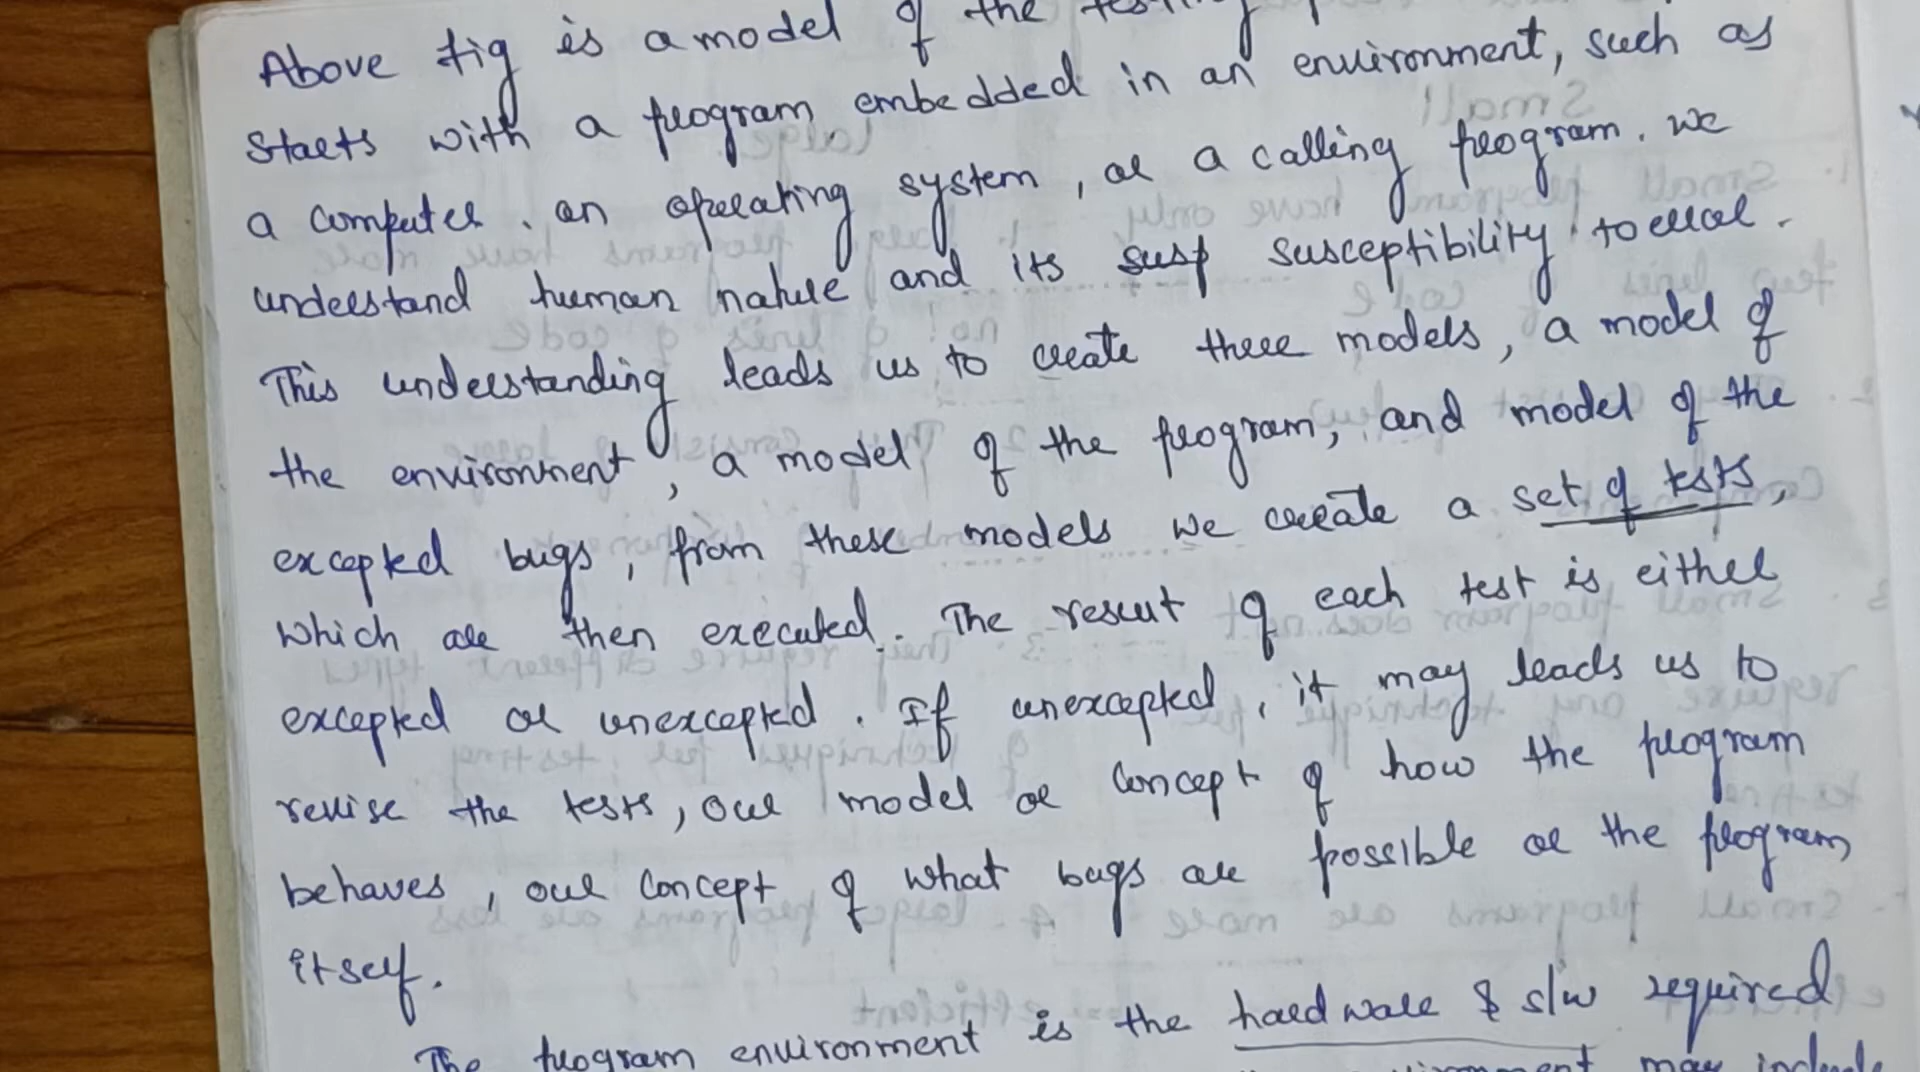 Above fig is a model of the testing
starts with a program embedded in an environment, such as
a computer. an operating system, or a calling program. we
understand human nature and its susp susceptibility to error.
This understanding leads us to create three models, a model of
the environment, a model of the program, and model of the
excepted bugs, from these models we create a set of tests,
which are then executed. The result of each test is either
excepted or unexcepted. If unexcepted, it may leads us to
revise the tests, our model or concept of how the program
behaves, our concept of what bugs are possible or the program
itself.
The program environment is the hardware & s/w required
may include